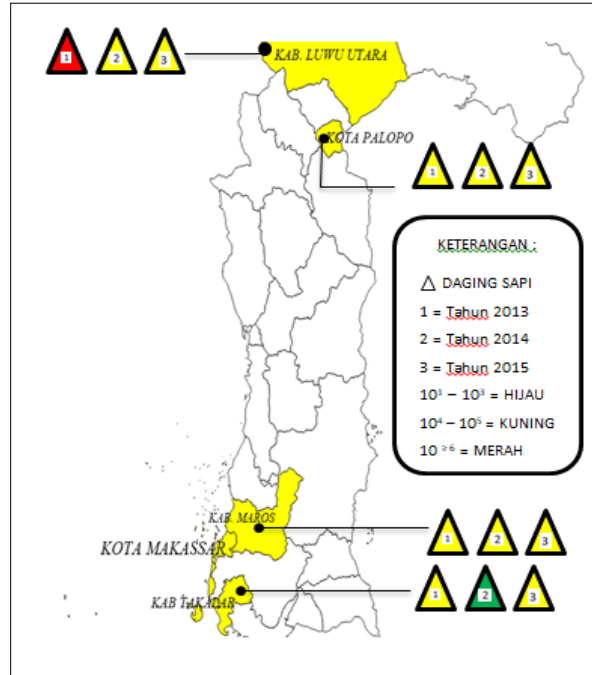 1 2 3
KAB. LUWU UTARA
KOTA PALOPO
1 2 3
KETERANGAN :
△ DAGING SAPI
1 = Tahun 2013
2 = Tahun 2014
3 = Tahun 2015
10¹ – 10³ = HIJAU
10⁴ – 10⁵ = KUNING
10 ≥⁶ = MERAH
KAB. MAROS
1 2 3
KOTA MAKASSAR
KAB TAKALAR
1 2 3